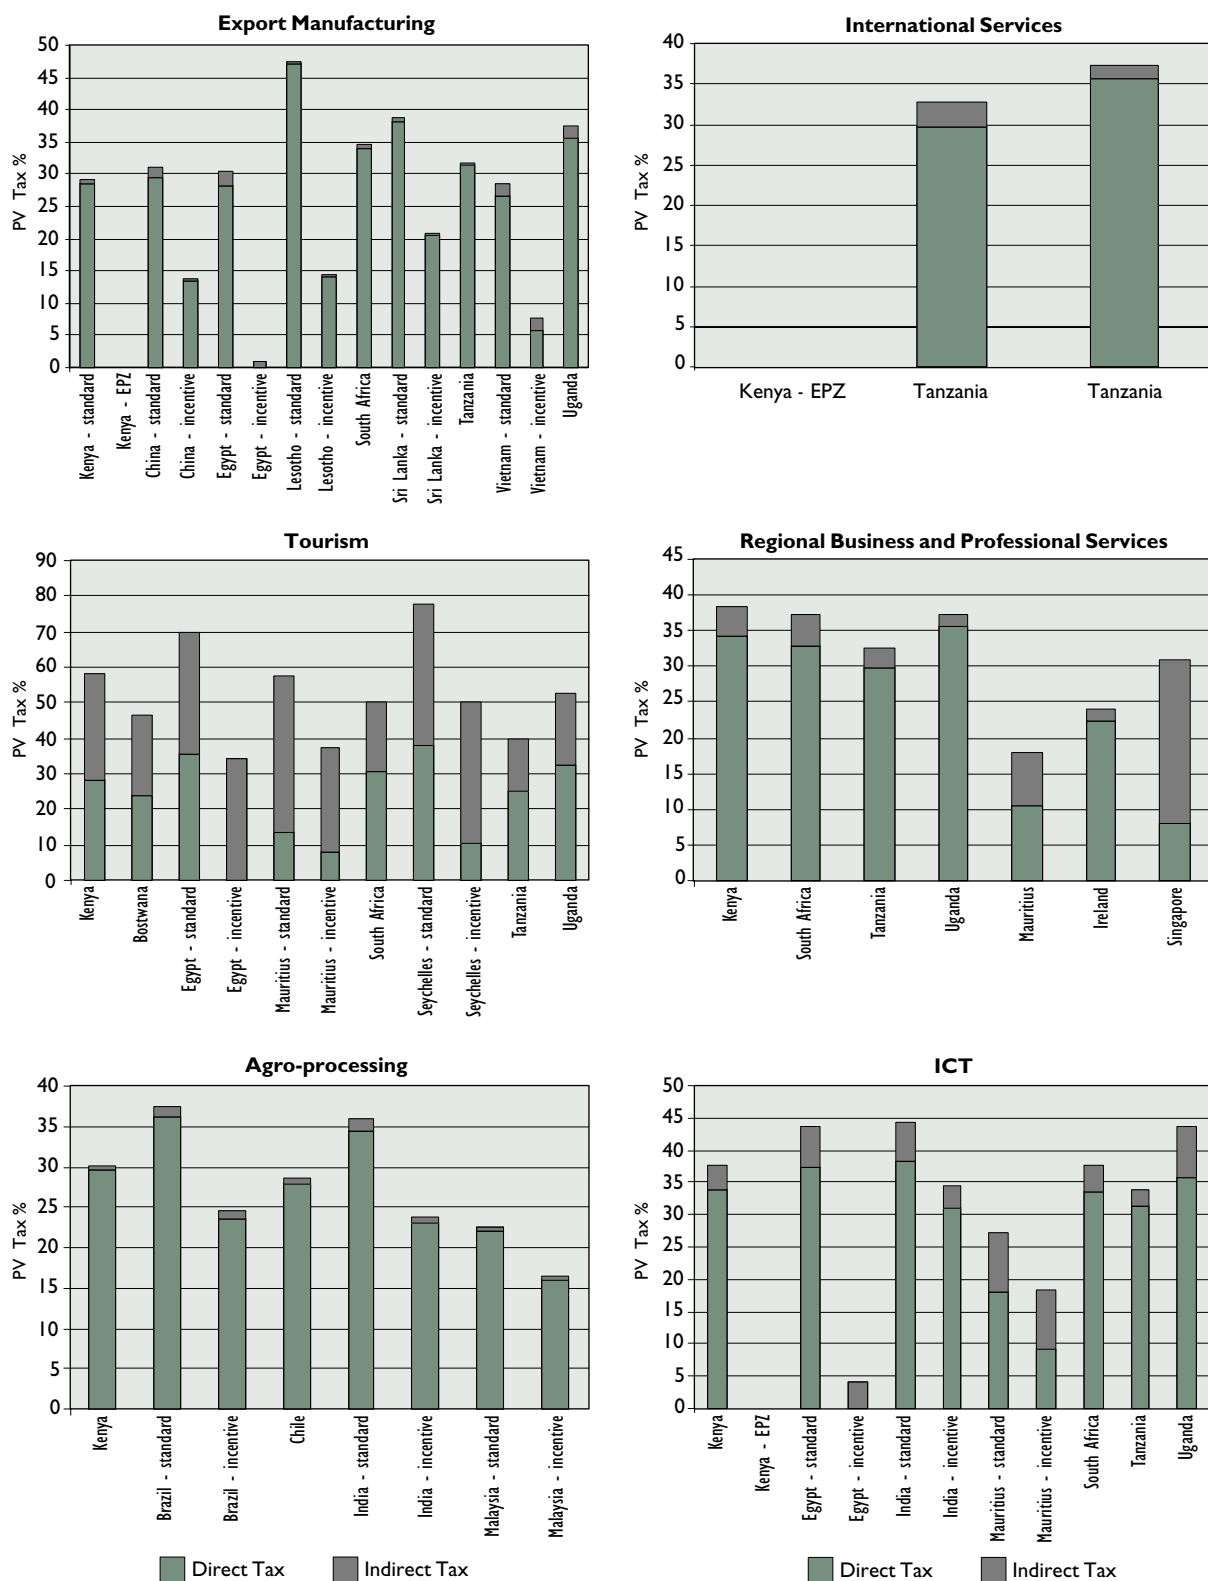 Export Manufacturing
50
45
40
35
30
25
20
15
10
5
0
PV Tax %
Kenya - standard
Kenya - EPZ
China - standard
China - incentive
Egypt - standard
Egypt - incentive
Lesotho - standard
Lesotho - incentive
South Africa
Sri Lanka - standard
Sri Lanka - incentive
Tanzania
Vietnam - standard
Vietnam - incentive
Uganda
International Services
40
35
30
25
20
15
10
5
0
PV Tax %
Kenya - EPZ
Tanzania
Tanzania
Tourism
90
80
70
60
50
40
30
20
10
0
PV Tax %
Kenya
Bostwana
Egypt - standard
Egypt - incentive
Mauritius - standard
Mauritius - incentive
South Africa
Seychelles - standard
Seychelles - incentive
Tanzania
Uganda
Regional Business and Professional Services
45
40
35
30
25
20
15
10
5
0
PV Tax %
Kenya
South Africa
Tanzania
Uganda
Mauritius
Ireland
Singapore
Agro-processing
40
35
30
25
20
15
10
5
0
PV Tax %
Kenya
Brazil - standard
Brazil - incentive
Chile
India - standard
India - incentive
Malaysia - standard
Malaysia - incentive
Direct Tax
Indirect Tax
ICT
50
45
40
35
30
25
20
15
10
5
0
PV Tax %
Kenya
Kenya - EPZ
Egypt - standard
Egypt - incentive
India - standard
India - incentive
Mauritius - standard
Mauritius - incentive
South Africa
Tanzania
Uganda
Direct Tax
Indirect Tax